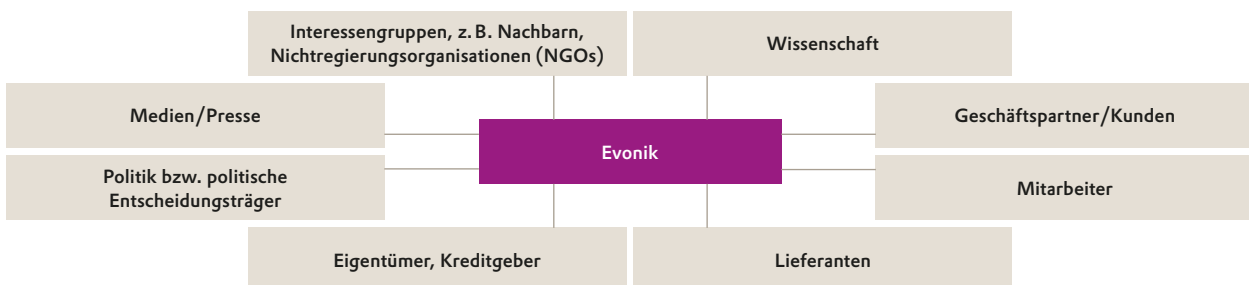 Interessengruppen, z. B. Nachbarn,
Nichtregierungsorganisationen (NGOs)
Wissenschaft
Medien/Presse
Geschäftspartner/Kunden
Evonik
Politik bzw. politische
Entscheidungsträger
Mitarbeiter
Eigentümer, Kreditgeber
Lieferanten